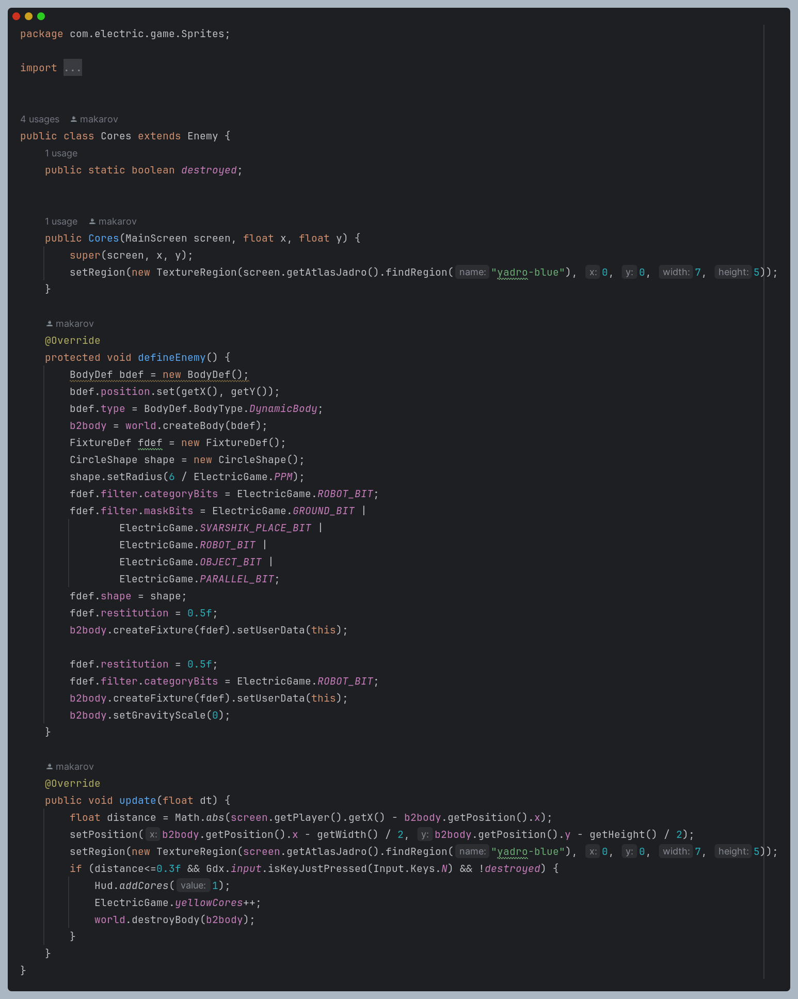 package com.electric.game.Sprites;
import ...
4 usages makarov
public class Cores extends Enemy {
1 usage
public static boolean destroyed;
1 usage makarov
public Cores(MainScreen screen, float x, float y) {
super(screen, x, y);
setRegion(new TextureRegion(screen.getAtlasJadro().findRegion( name: "yadro-blue"), x: 0, y: 0, width: 7, height: 5));
}
makarov
@Override
protected void defineEnemy() {
BodyDef bdef = new BodyDef();
bdef.position.set(getX(), getY());
bdef.type = BodyDef.BodyType.DynamicBody;
b2body = world.createBody(bdef);
FixtureDef fdef = new FixtureDef();
CircleShape shape = new CircleShape();
shape.setRadius(6 / ElectricGame.PPM);
fdef.filter.categoryBits = ElectricGame.ROBOT_BIT;
fdef.filter.maskBits = ElectricGame.GROUND_BIT |
ElectricGame.SVARSHIK_PLACE_BIT |
ElectricGame.ROBOT_BIT |
ElectricGame.OBJECT_BIT |
ElectricGame.PARALLEL_BIT;
fdef.shape = shape;
fdef.restitution = 0.5f;
b2body.createFixture(fdef).setUserData(this);
fdef.restitution = 0.5f;
fdef.filter.categoryBits = ElectricGame.ROBOT_BIT;
b2body.createFixture(fdef).setUserData(this);
b2body.setGravityScale(0);
}
makarov
@Override
public void update(float dt) {
float distance = Math.abs(screen.getPlayer().getX() - b2body.getPosition().x);
setPosition( x: b2body.getPosition().x - getWidth() / 2, y: b2body.getPosition().y - getHeight() / 2);
setRegion(new TextureRegion(screen.getAtlasJadro().findRegion( name: "yadro-blue"), x: 0, y: 0, width: 7, height: 5));
if (distance<=0.3f && Gdx.input.isKeyJustPressed(Input.Keys.N) && !destroyed) {
Hud.addCores( value: 1);
ElectricGame.yellowCores++;
world.destroyBody(b2body);
}
}
}